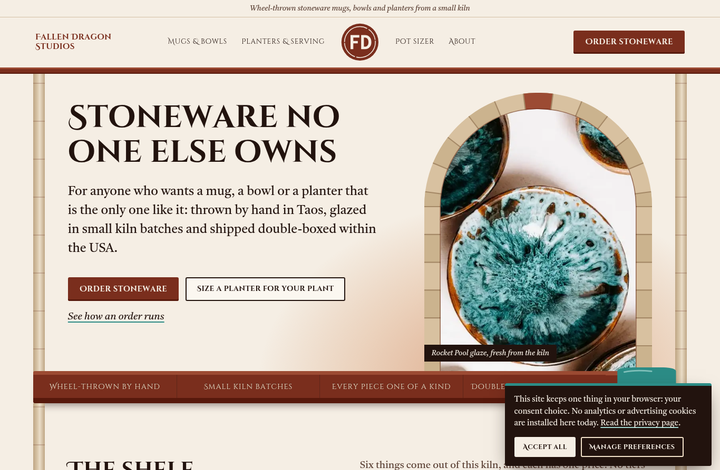 Wheel-thrown stoneware mugs, bowls and planters from a small kiln
Fallen Dragon
Studios
Mugs & Bowls
Planters & Serving
FD
Pot Sizer
About
Order Stoneware
Stoneware no
one else owns
For anyone who wants a mug, a bowl or a planter that
is the only one like it: thrown by hand in Taos, glazed
in small kiln batches and shipped double-boxed within
the USA.
Order Stoneware
Size a planter for your plant
See how an order runs
Rocket Pool glaze, fresh from the kiln
Wheel-thrown by hand
Small kiln batches
Every piece one of a kind
Double
This site keeps one thing in your browser: your
consent choice. No analytics or advertising cookies
are installed here today. Read the privacy page.
Accept all
Manage preferences
The shelf
Six things come out of this kiln, and each has one price. No tiers